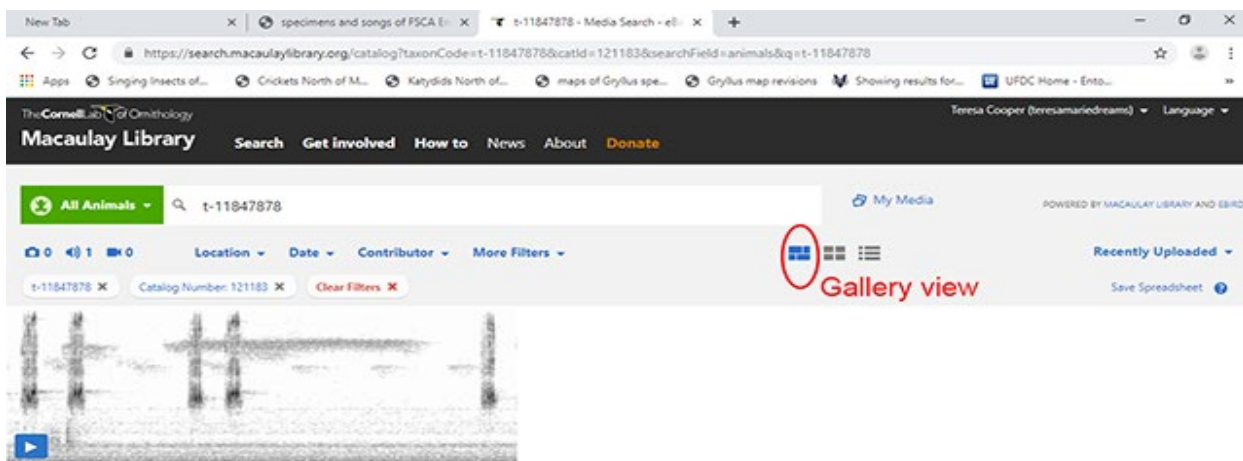 New Tab
specimens and songs of FSCA En
t-11847878 - Media Search - eB
https://search.macaulaylibrary.org/catalog?taxonCode=t-11847878&catId=121183&searchField=animals&q=t-11847878
Apps Singing Insects of... Crickets North of M... Katydids North of... maps of Gryllus spe... Gryllus map revisions Showing results for... UFDC Home - Ento... »
TheCornellLab of Ornithology
Teresa Cooper (teresamariedreams) Language
Macaulay Library Search Get involved How to News About Donate
All Animals t-11847878 My Media POWERED BY MACAULAY LIBRARY AND EBIRD
0 1 0 Location Date Contributor More Filters Recently Uploaded
Gallery view
t-11847878 × Catalog Number: 121183 × Clear Filters × Save Spreadsheet ?